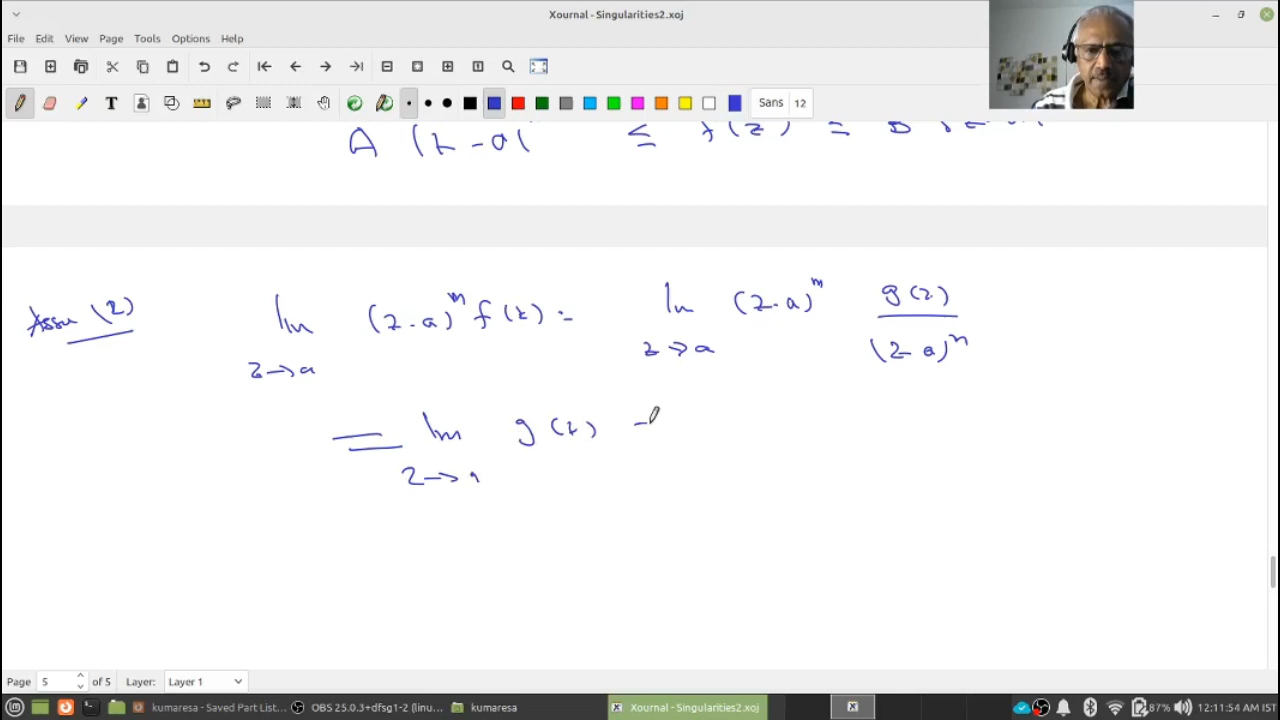 Xournal - Singularities2.xoj
File Edit View Page Tools Options Help
Sans 12
A (z-a)
≤ f(z) ≤ B
Assu (2) lim (z-a)^m f(z) = lim (z-a)^m g(z)
z→a z→a (z-a)^m
= lim g(z)
z→a
Page 5 of 5 Layer: Layer 1
kumaresa - Saved Part List... OBS 25.0.3+dfsg1-2 (linu... kumaresa Xournal - Singularities2.xoj 87% 12:11:54 AM IST